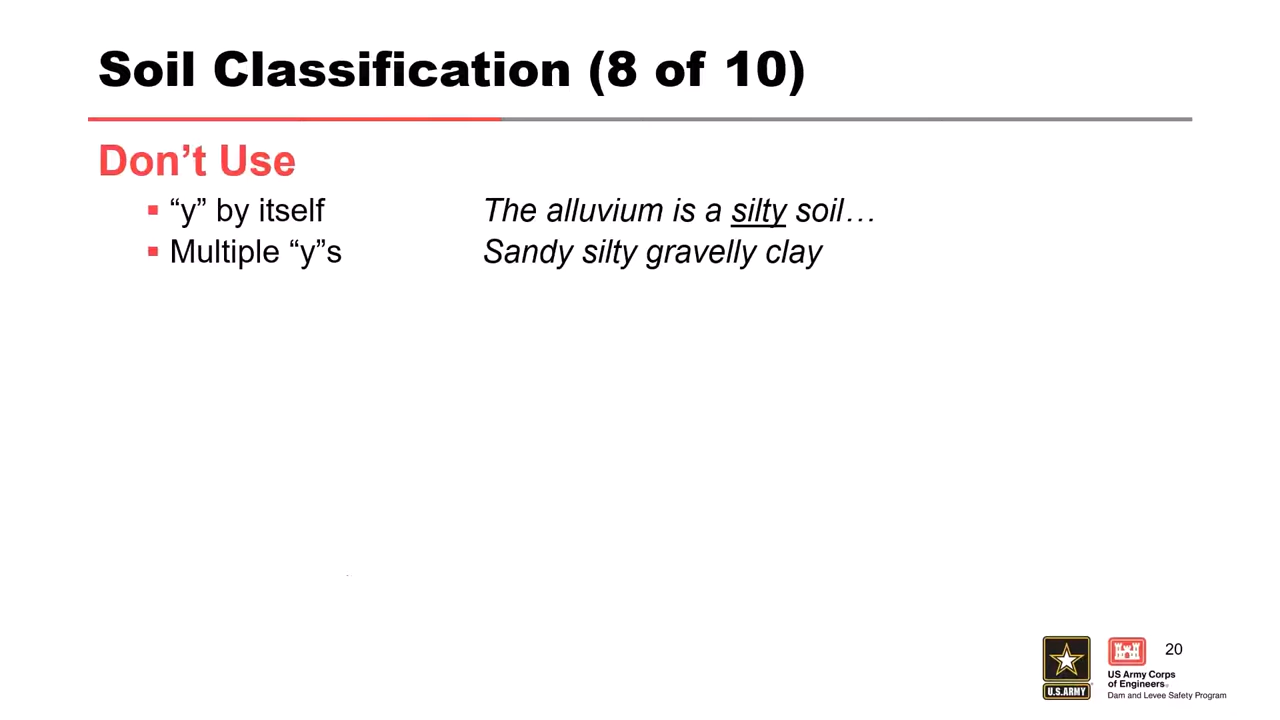 Soil Classification (8 of 10)
Don’t Use
▪ “y” by itself The alluvium is a silty soil…
▪ Multiple “y”s Sandy silty gravelly clay
20
U.S.ARMY
US Army Corps
of Engineers®
Dam and Levee Safety Program